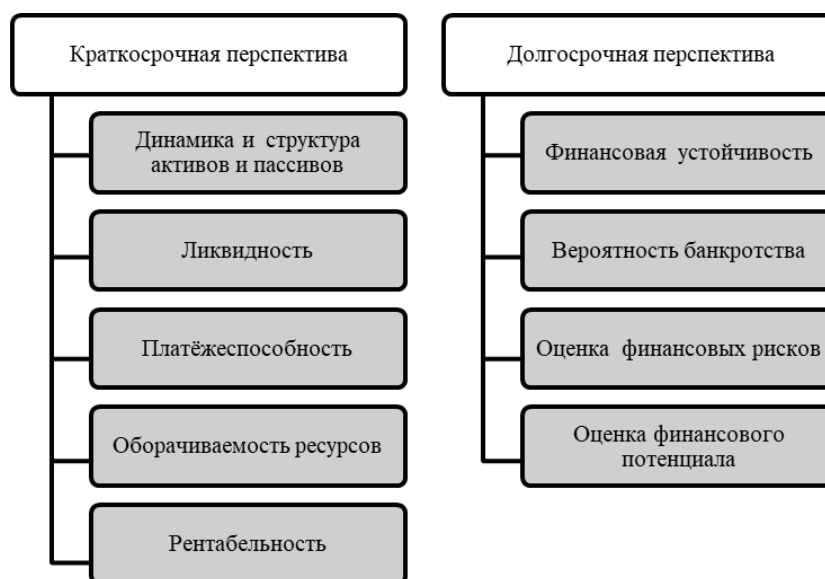 Краткосрочная перспектива
Динамика и структура
активов и пассивов
Ликвидность
Платёжеспособность
Оборачиваемость ресурсов
Рентабельность
Долгосрочная перспектива
Финансовая устойчивость
Вероятность банкротства
Оценка финансовых рисков
Оценка финансового
потенциала